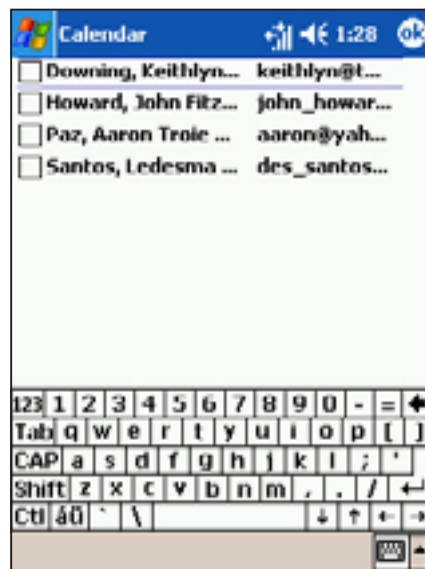 Calendar 1:28 ok
Downing, Keithlyn... keithlyn@t...
Howard, John Fitz... john_howar...
Paz, Aaron Troie ... aaron@yah...
Santos, Ledesma ... des_santos...
123 1 2 3 4 5 6 7 8 9 0 - =
Tab q w e r t y u i o p [ ]
CAP a s d f g h j k l ; '
Shift z x c v b n m , . /
Ctl áü ` \